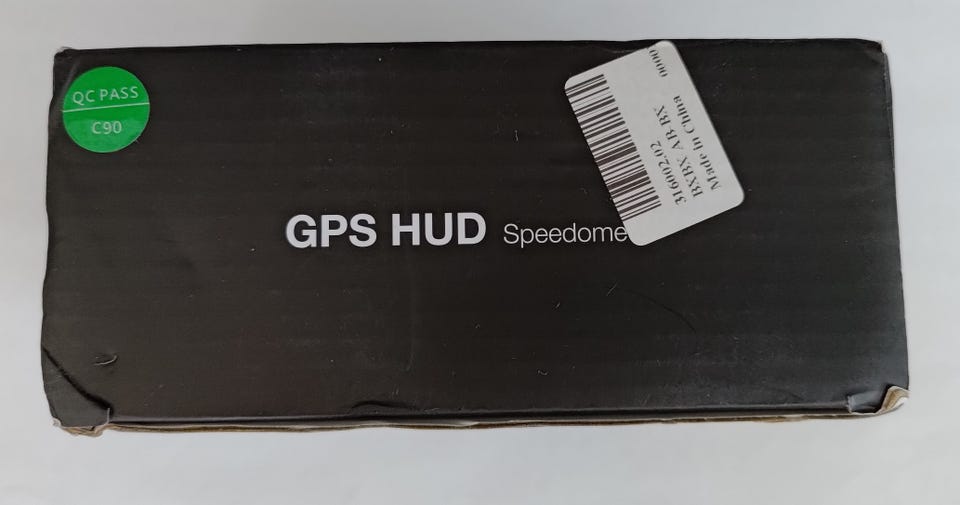 QC PASS
C90
GPS HUD Speedome
316002.02
BXBX AB BX
Made in China